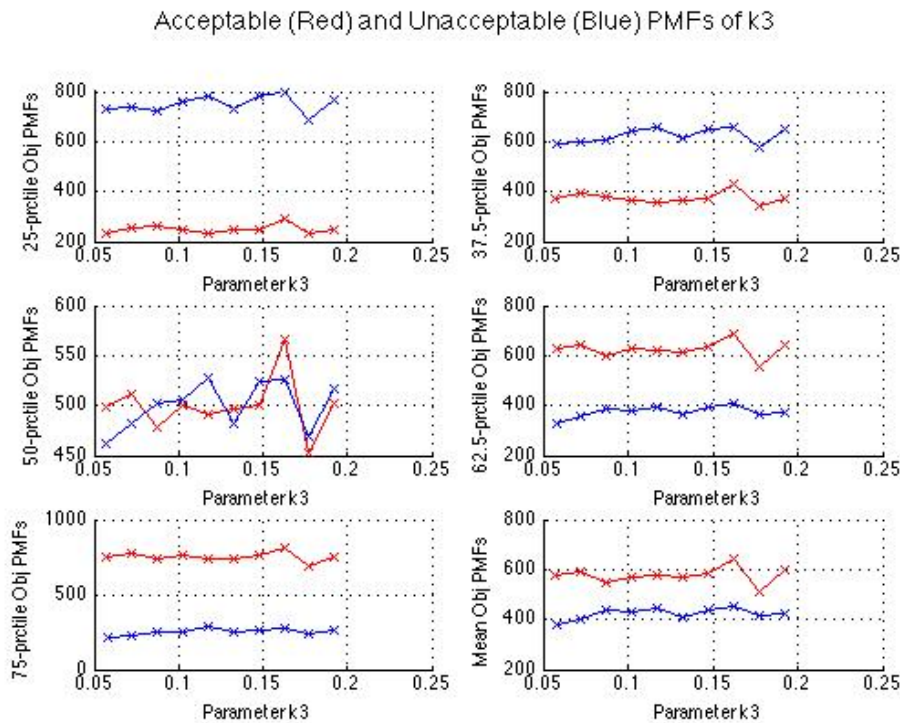 Acceptable (Red) and Unacceptable (Blue) PMFs of k3
800
600
400
200
0.05 0.1 0.15 0.2 0.25
25-prctile Obj PMFs
Parameter k3
800
600
400
200
0.05 0.1 0.15 0.2 0.25
37.5-prctile Obj PMFs
Parameter k3
600
550
500
450
0.05 0.1 0.15 0.2 0.25
50-prctile Obj PMFs
Parameter k3
800
600
400
200
0.05 0.1 0.15 0.2 0.25
62.5-prctile Obj PMFs
Parameter k3
1000
500
0
0.05 0.1 0.15 0.2 0.25
75-prctile Obj PMFs
Parameter k3
800
600
400
200
0.05 0.1 0.15 0.2 0.25
Mean Obj PMFs
Parameter k3